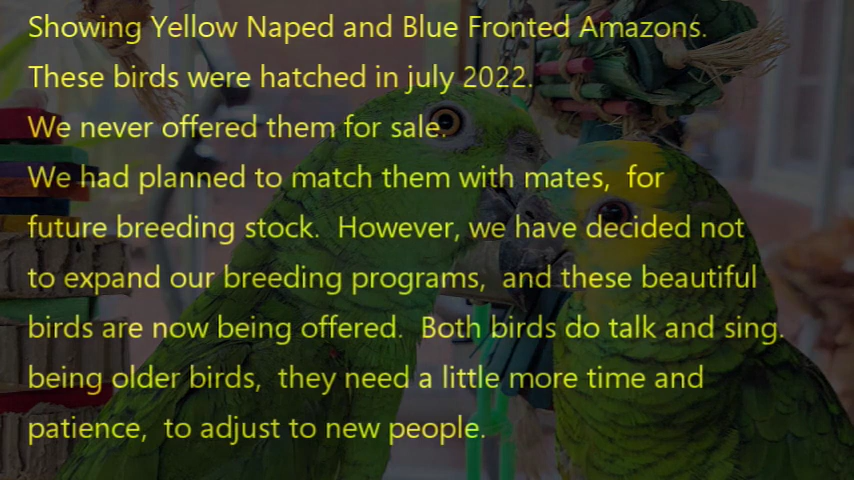 Showing Yellow Naped and Blue Fronted Amazons.
These birds were hatched in july 2022.
We never offered them for sale.
We had planned to match them with mates,  for
future breeding stock.  However, we have decided not
to expand our breeding programs,  and these beautiful
birds are now being offered.  Both birds do talk and sing.
being older birds,  they need a little more time and
patience,  to adjust to new people.